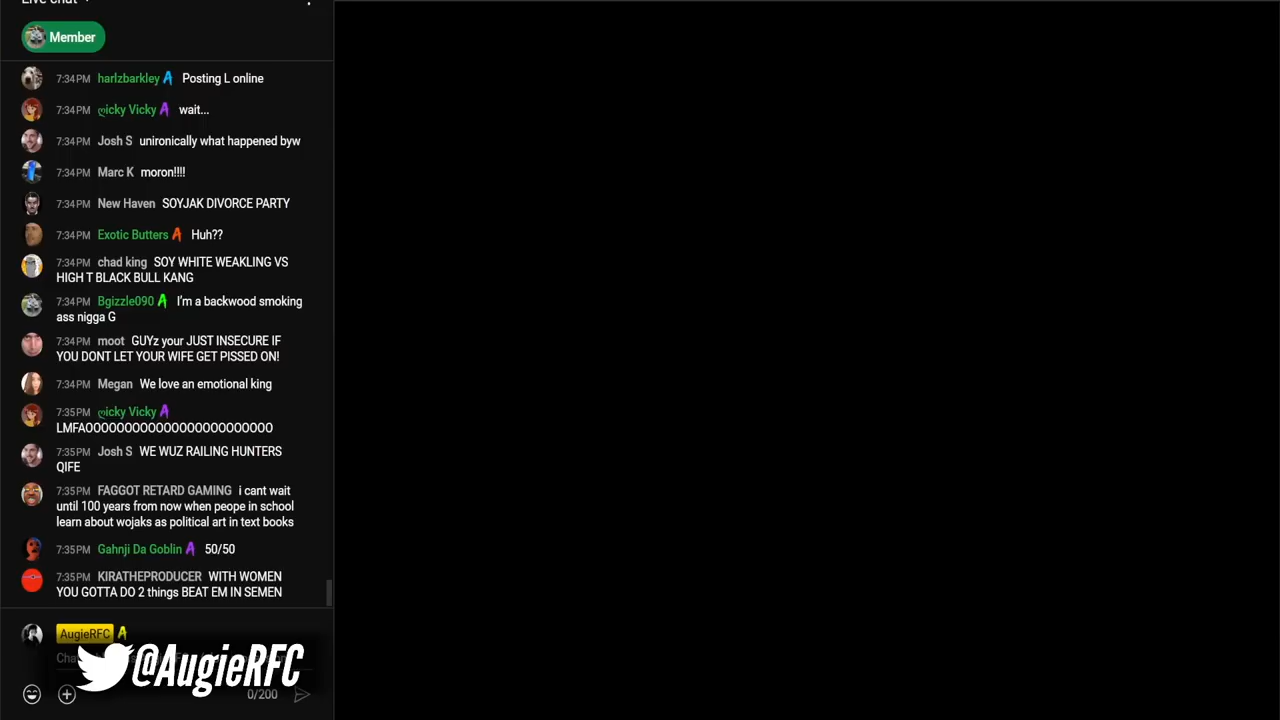 Live chat
Member
7:34 PM harlzbarkley Posting L online
7:34 PM ღicky Vicky wait...
7:34 PM Josh S unironically what happened byw
7:34 PM Marc K moron!!!!
7:34 PM New Haven SOYJAK DIVORCE PARTY
7:34 PM Exotic Butters Huh??
7:34 PM chad king SOY WHITE WEAKLING VS
HIGH T BLACK BULL KANG
7:34 PM Bgizzle090 I'm a backwood smoking
ass nigga G
7:34 PM moot GUYz your JUST INSECURE IF
YOU DONT LET YOUR WIFE GET PISSED ON!
7:34 PM Megan We love an emotional king
7:35 PM ღicky Vicky
LMFAOOOOOOOOOOOOOOOOOOOOOOOO
7:35 PM Josh S WE WUZ RAILING HUNTERS
QIFE
7:35 PM FAGGOT RETARD GAMING i cant wait
until 100 years from now when peope in school
learn about wojaks as political art in text books
7:35 PM Gahnji Da Goblin 50/50
7:35 PM KIRATHEPRODUCER WITH WOMEN
YOU GOTTA DO 2 things BEAT EM IN SEMEN
AugieRFC
@AugieRFC
0/200